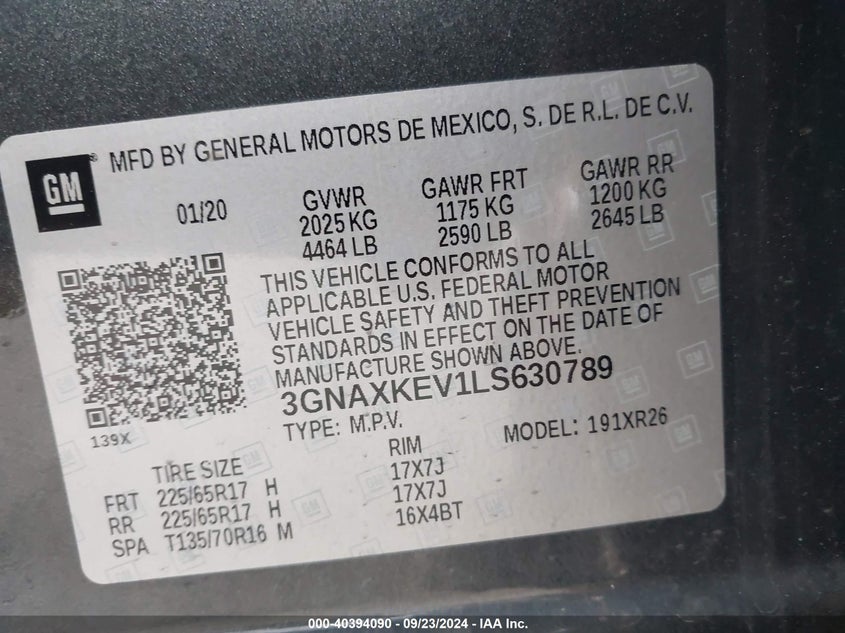 GM
MFD BY GENERAL MOTORS DE MEXICO, S. DE R.L. DE C.V.
01/20
GVWR
2025 KG
4464 LB
GAWR FRT
1175 KG
2590 LB
GAWR RR
1200 KG
2645 LB
THIS VEHICLE CONFORMS TO ALL
APPLICABLE U.S. FEDERAL MOTOR
VEHICLE SAFETY AND THEFT PREVENTION
STANDARDS IN EFFECT ON THE DATE OF
MANUFACTURE SHOWN ABOVE.
3GNAXKEV1LS630789
139X
TYPE: M.P.V.
MODEL: 191XR26
TIRE SIZE RIM
FRT 225/65R17 H 17X7J
RR 225/65R17 H 17X7J
SPA T135/70R16 M 16X4BT
000-40394090 - 09/23/2024 - IAA Inc.